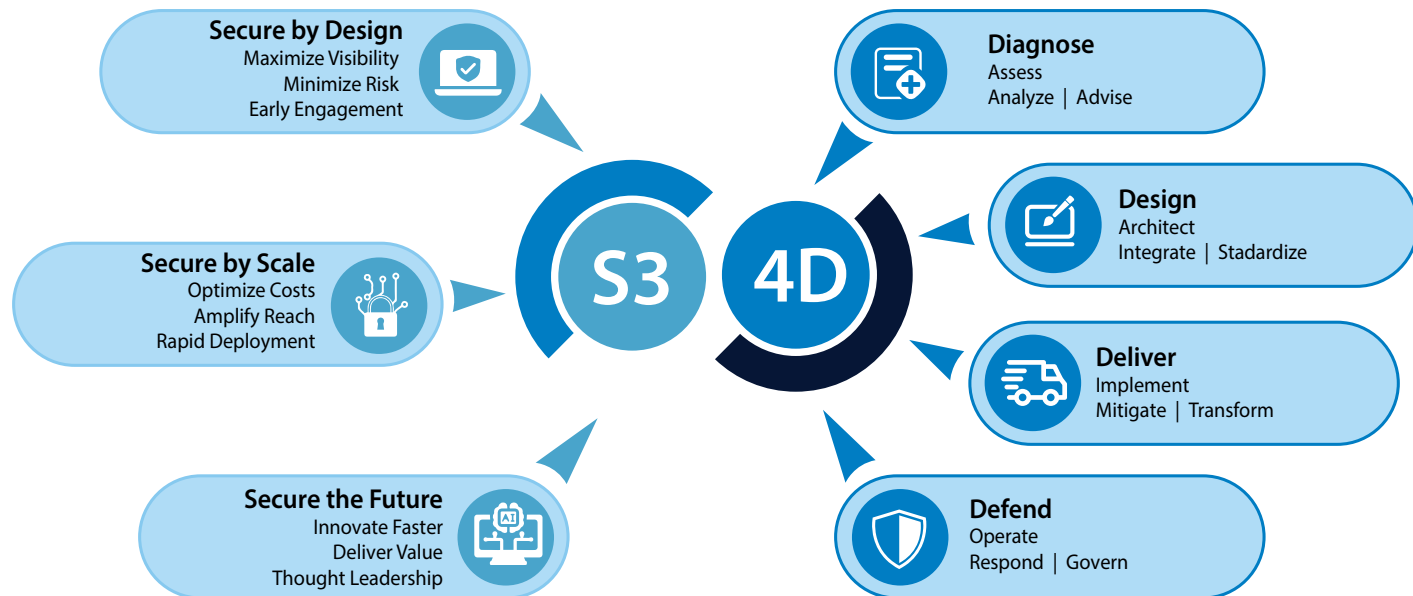 Secure by Design
Maximize Visibility
Minimize Risk
Early Engagement
Secure by Scale
Optimize Costs
Amplify Reach
Rapid Deployment
Secure the Future
Innovate Faster
Deliver Value
Thought Leadership
AI
S3
4D
Diagnose
Assess
Analyze | Advise
Design
Architect
Integrate | Stadardize
Deliver
Implement
Mitigate | Transform
Defend
Operate
Respond | Govern